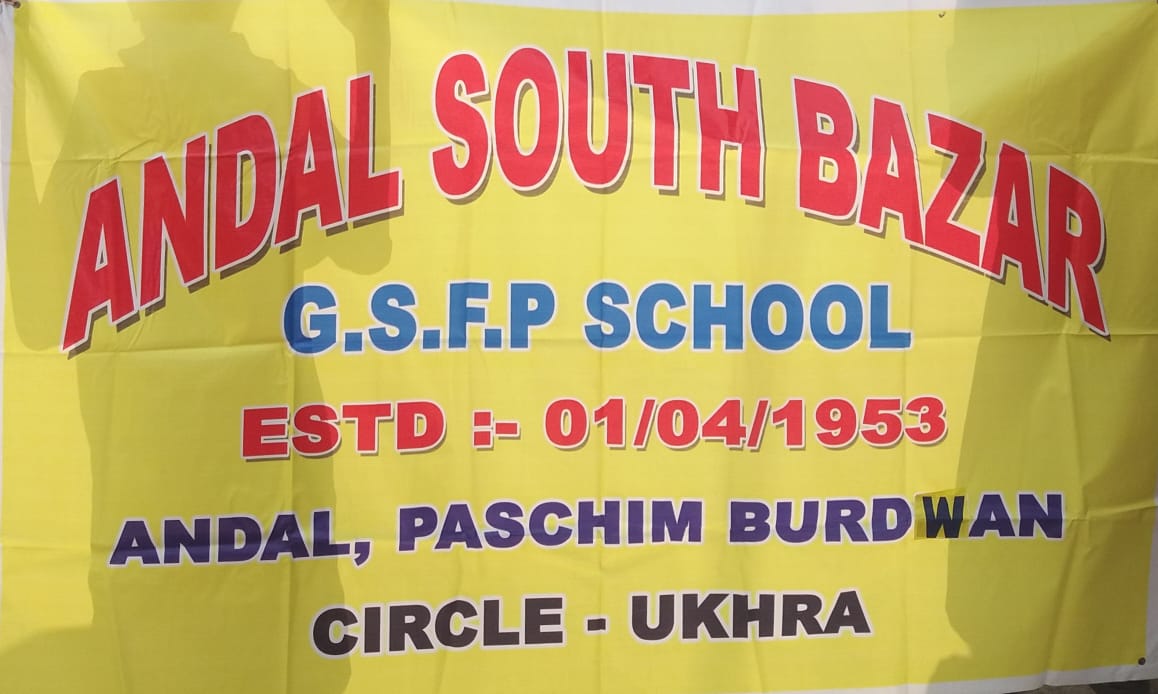 ANDAL SOUTH BAZAR
G.S.F.P SCHOOL
ESTD :- 01/04/1953
ANDAL, PASCHIM BURDWAN
CIRCLE - UKHRA